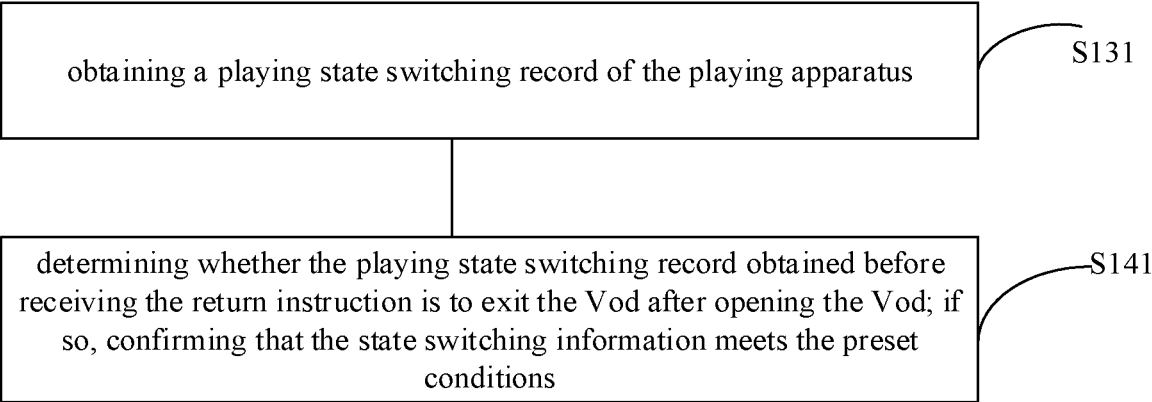 obtaining a playing state switching record of the playing apparatus
S131
determining whether the playing state switching record obtained before
receiving the return instruction is to exit the Vod after opening the Vod; if
so, confirming that the state switching information meets the preset
conditions
S141